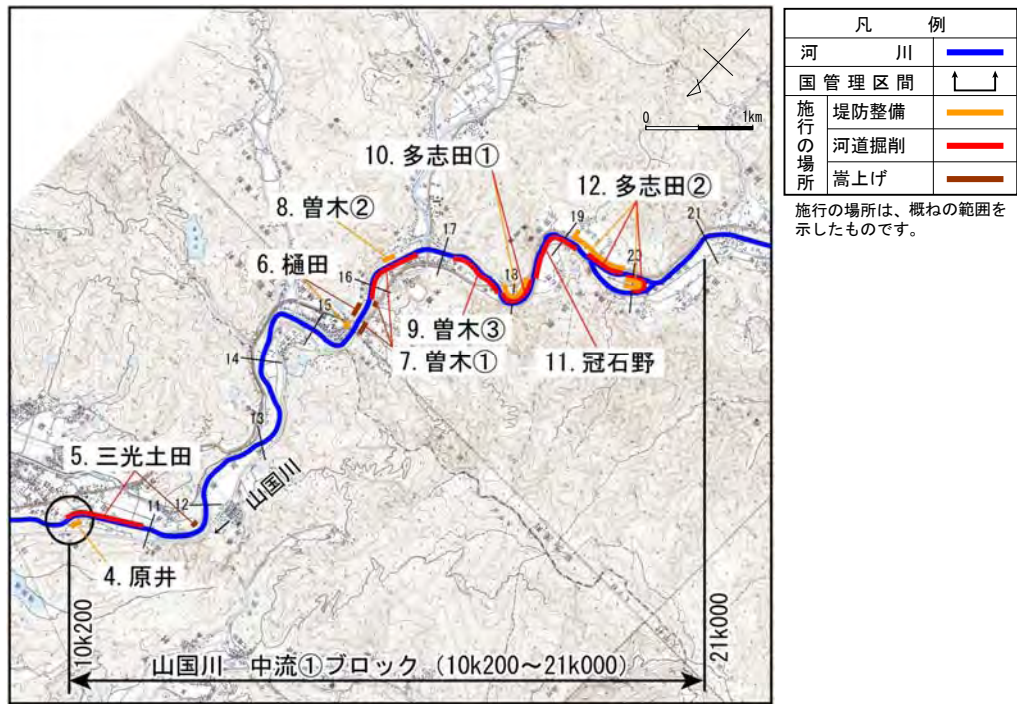 凡 例
河 川
国管理区間
施行の場所
堤防整備
河道掘削
嵩上げ
施行の場所は、概ねの範囲を
示したものです。
0 1km
10. 多志田①
12. 多志田②
8. 曽木②
6. 樋田
9. 曽木③
7. 曽木①
11. 冠石野
5. 三光土田
4. 原井
山国川
11
12
13
14
15
16
17
18
19
20
21
10k200
21k000
山国川 中流①ブロック（10k200～21k000）